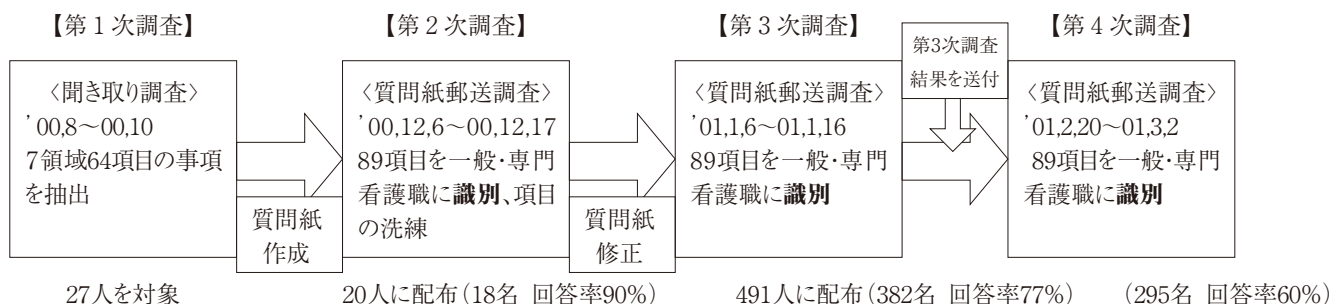 【第1次調査】
〈聞き取り調査〉
'00,8～00,10
7領域64項目の事項
を抽出
27人を対象
質問紙
作成
【第2次調査】
〈質問紙郵送調査〉
'00,12,6～00,12,17
89項目を一般・専門
看護職に識別、項目
の洗練
20人に配布(18名 回答率90%)
質問紙
修正
【第3次調査】
〈質問紙郵送調査〉
'01,1,6～01,1,16
89項目を一般・専門
看護職に識別
491人に配布(382名 回答率77%)
第3次調査
結果を送付
【第4次調査】
〈質問紙郵送調査〉
'01,2,20～01,3,2
89項目を一般・専門
看護職に識別
(295名 回答率60%)